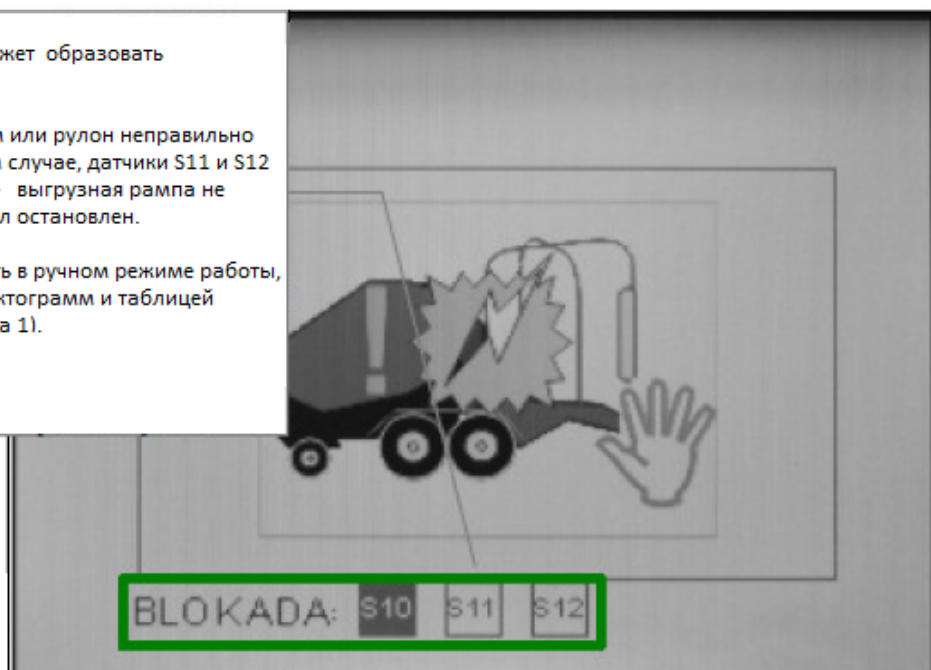 жет образовать
или рулон неправильно
случае, датчики S11 и S12
выгрузная рампа не
л остановлен.
ь в ручном режиме работы,
ктограмм и таблицей
а 1).
BLOKADA: S10 S11 S12